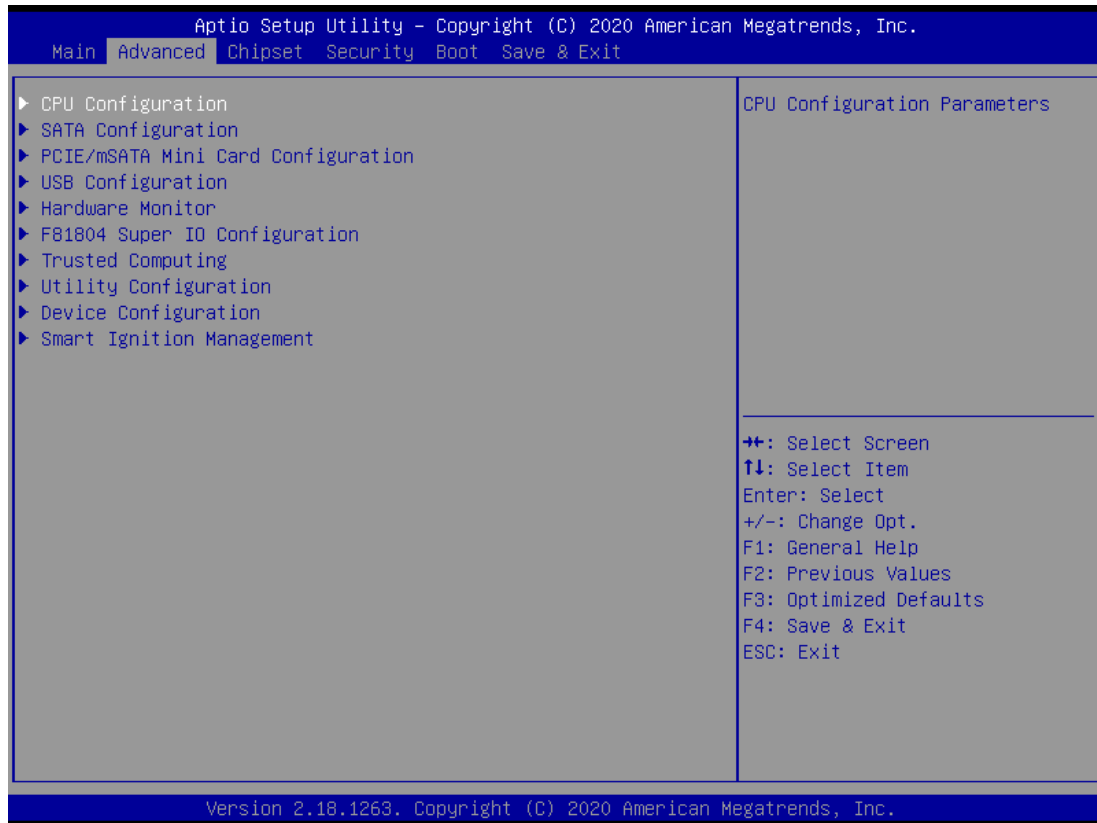 Aptio Setup Utility – Copyright (C) 2020 American Megatrends, Inc.
Main Advanced Chipset Security Boot Save & Exit
▶ CPU Configuration
▶ SATA Configuration
▶ PCIE/mSATA Mini Card Configuration
▶ USB Configuration
▶ Hardware Monitor
▶ F81804 Super IO Configuration
▶ Trusted Computing
▶ Utility Configuration
▶ Device Configuration
▶ Smart Ignition Management
CPU Configuration Parameters
→←: Select Screen
↑↓: Select Item
Enter: Select
+/-: Change Opt.
F1: General Help
F2: Previous Values
F3: Optimized Defaults
F4: Save & Exit
ESC: Exit
Version 2.18.1263. Copyright (C) 2020 American Megatrends, Inc.